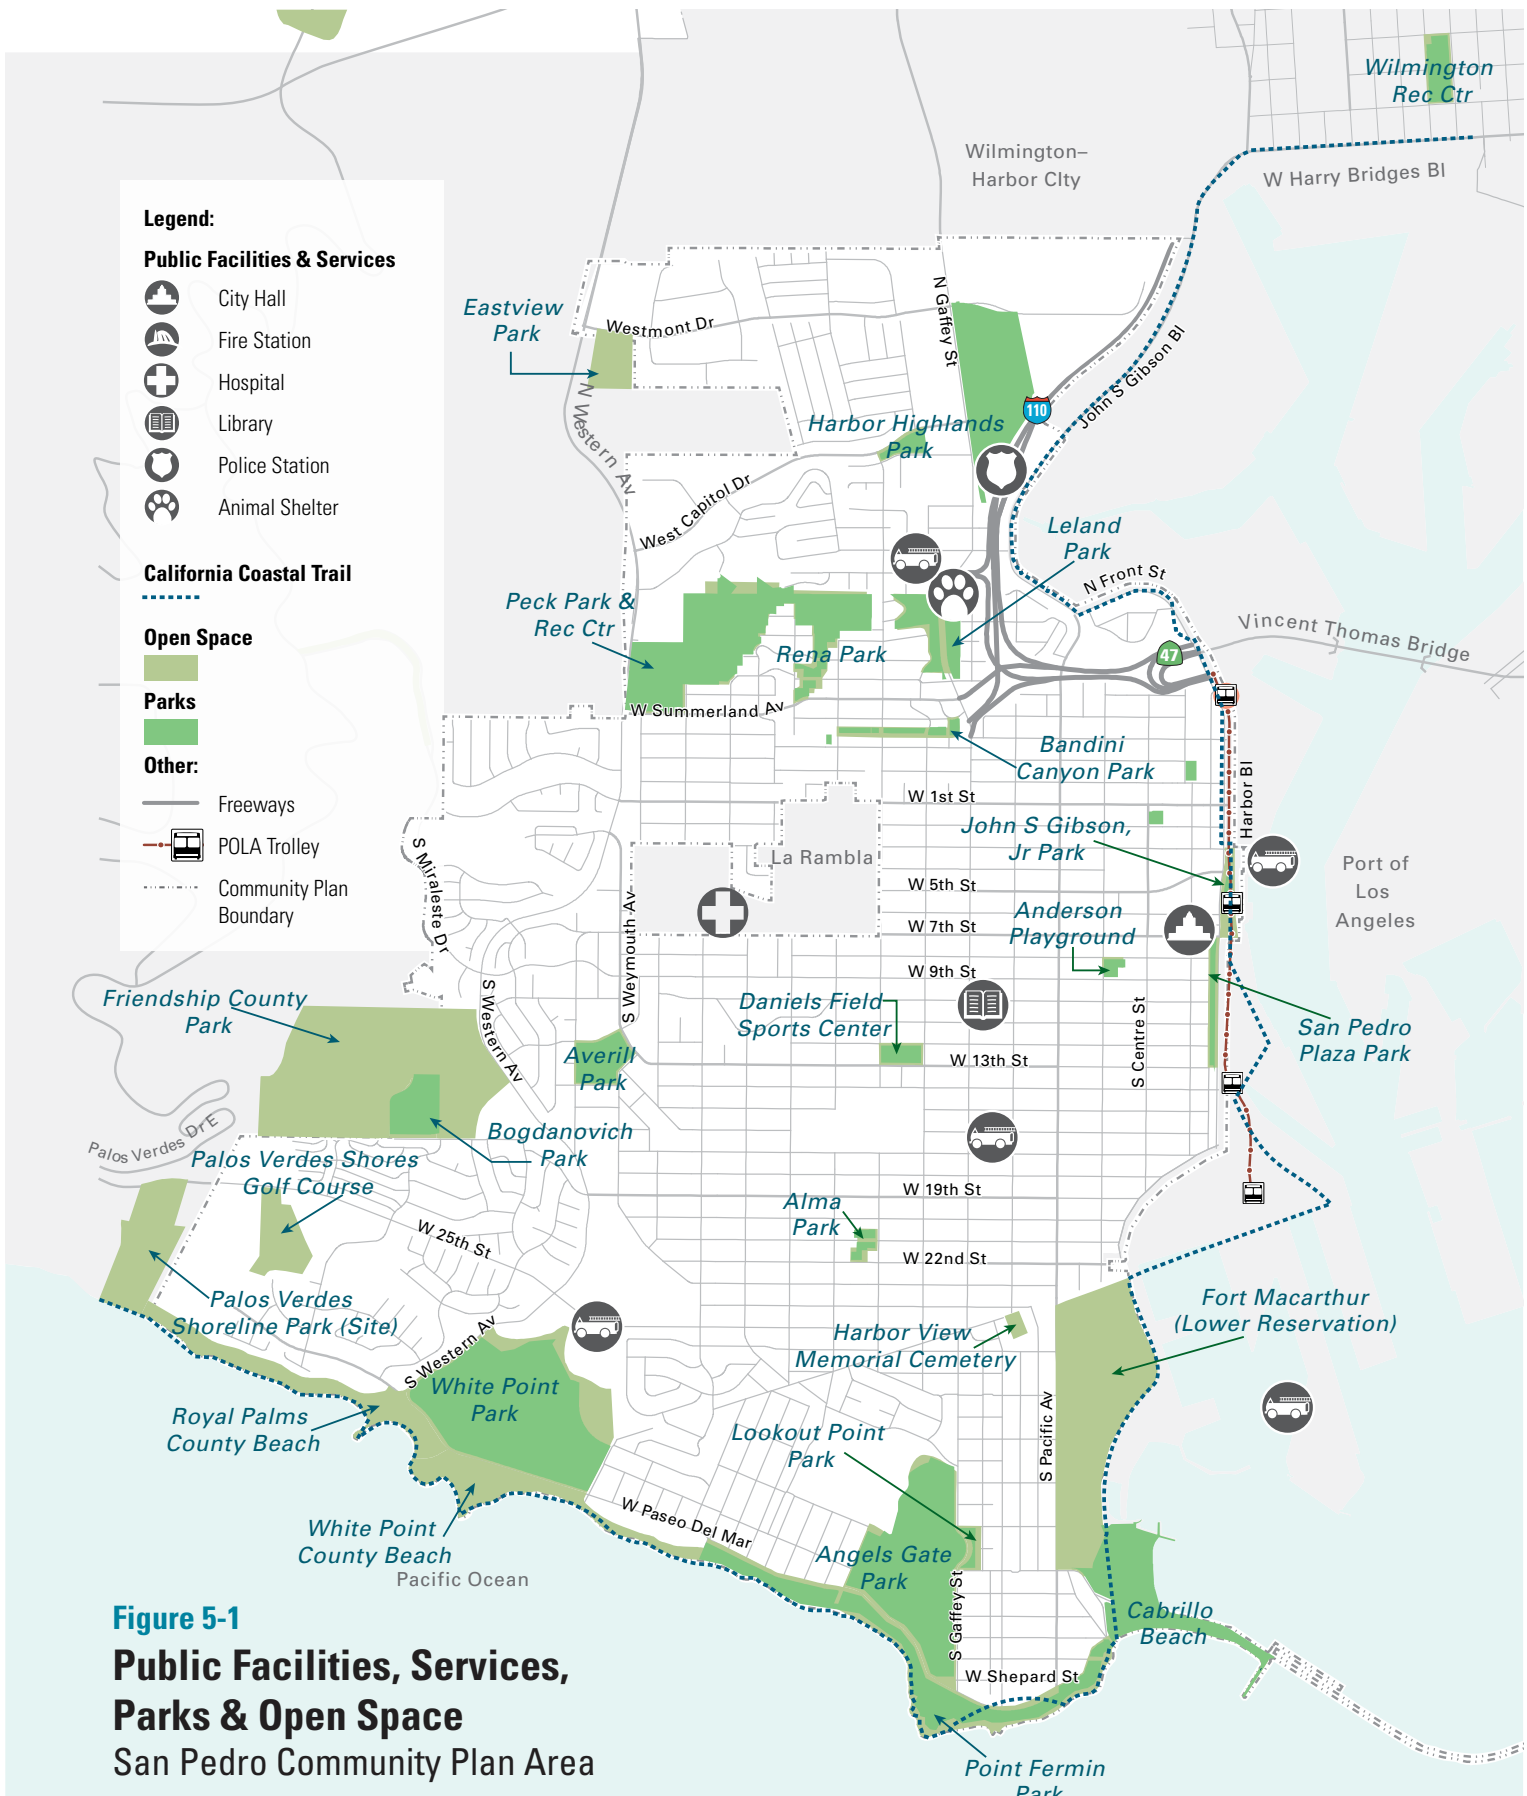 Wilmington
Rec Ctr
Wilmington–
Harbor CIty
W Harry Bridges Bl
Legend:
Public Facilities & Services
City Hall
Fire Station
Hospital
Library
Police Station
Animal Shelter
California Coastal Trail
Open Space
Parks
Other:
Freeways
POLA Trolley
Community Plan
Boundary
Eastview
Park
Westmont Dr
N Gaffey St
N Western Av
110
John S Gibson Bl
Harbor Highlands
Park
West Capitol Dr
Leland
Park
N Front St
Peck Park &
Rec Ctr
Rena Park
47
Vincent Thomas Bridge
W Summerland Av
Bandini
Canyon Park
Harbor Bl
W 1st St
John S Gibson,
Jr Park
La Rambla
Port of
Los
Angeles
S Miraleste Dr
W 5th St
S Weymouth Av
Anderson
Playground
W 7th St
W 9th St
Friendship County
Park
S Western Av
Daniels Field
Sports Center
S Centre St
San Pedro
Plaza Park
Averill
Park
W 13th St
Palos Verdes Dr E
Bogdanovich
Park
Palos Verdes Shores
Golf Course
W 19th St
Alma
Park
W 25th St
W 22nd St
Palos Verdes
Shoreline Park (Site)
Fort Macarthur
(Lower Reservation)
S Western Av
Harbor View
Memorial Cemetery
White Point
Park
Royal Palms
County Beach
S Pacific Av
Lookout Point
Park
W Paseo Del Mar
White Point
County Beach
Pacific Ocean
Angels Gate
Park
S Gaffey St
Cabrillo
Beach
W Shepard St
Point Fermin
Park
Figure 5-1
Public Facilities, Services,
Parks & Open Space
San Pedro Community Plan Area